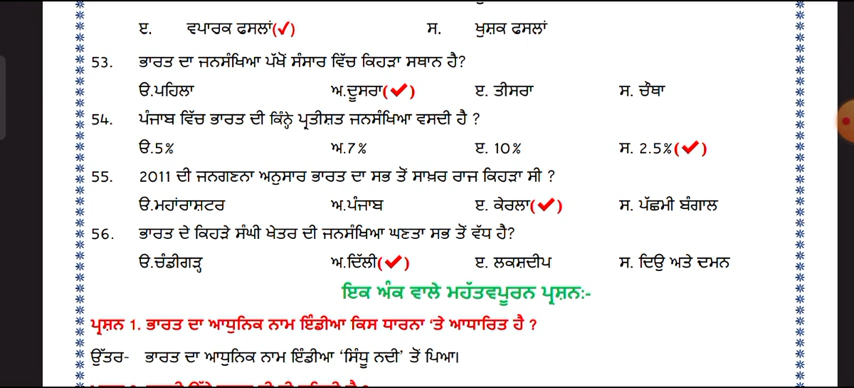 ੲ. ਵਪਾਰਕ ਫਸਲਾਂ(✓) ਸ. ਖੁਸ਼ਕ ਫਸਲਾਂ
53. ਭਾਰਤ ਦਾ ਜਨਸੰਖਿਆ ਪੱਖੋਂ ਸੰਸਾਰ ਵਿੱਚ ਕਿਹੜਾ ਸਥਾਨ ਹੈ?
ੳ.ਪਹਿਲਾ ਅ.ਦੂਸਰਾ(✓) ੲ. ਤੀਸਰਾ ਸ. ਚੌਥਾ
54. ਪੰਜਾਬ ਵਿੱਚ ਭਾਰਤ ਦੀ ਕਿੰਨ੍ਹੇ ਪ੍ਰਤੀਸ਼ਤ ਜਨਸੰਖਿਆ ਵਸਦੀ ਹੈ ?
ੳ.5% ਅ.7% ੲ. 10% ਸ. 2.5%(✓)
55. 2011 ਦੀ ਜਨਗਣਨਾ ਅਨੁਸਾਰ ਭਾਰਤ ਦਾ ਸਭ ਤੋਂ ਸਾਖ਼ਰ ਰਾਜ ਕਿਹੜਾ ਸੀ ?
ੳ.ਮਹਾਂਰਾਸ਼ਟਰ ਅ.ਪੰਜਾਬ ੲ. ਕੇਰਲਾ(✓) ਸ. ਪੱਛਮੀ ਬੰਗਾਲ
56. ਭਾਰਤ ਦੇ ਕਿਹੜੇ ਸੰਘੀ ਖੇਤਰ ਦੀ ਜਨਸੰਖਿਆ ਘਣਤਾ ਸਭ ਤੋਂ ਵੱਧ ਹੈ?
ੳ.ਚੰਡੀਗੜ੍ਹ ਅ.ਦਿੱਲੀ(✓) ੲ. ਲਕਸ਼ਦੀਪ ਸ. ਦਿਉ ਅਤੇ ਦਮਨ
ਇਕ ਅੰਕ ਵਾਲੇ ਮਹੱਤਵਪੂਰਨ ਪ੍ਰਸ਼ਨ:-
ਪ੍ਰਸ਼ਨ 1. ਭਾਰਤ ਦਾ ਆਧੁਨਿਕ ਨਾਮ ਇੰਡੀਆ ਕਿਸ ਧਾਰਨਾ 'ਤੇ ਆਧਾਰਿਤ ਹੈ ?
ਉੱਤਰ- ਭਾਰਤ ਦਾ ਆਧੁਨਿਕ ਨਾਮ ਇੰਡੀਆ 'ਸਿੰਧੂ ਨਦੀ' ਤੋਂ ਪਿਆ।